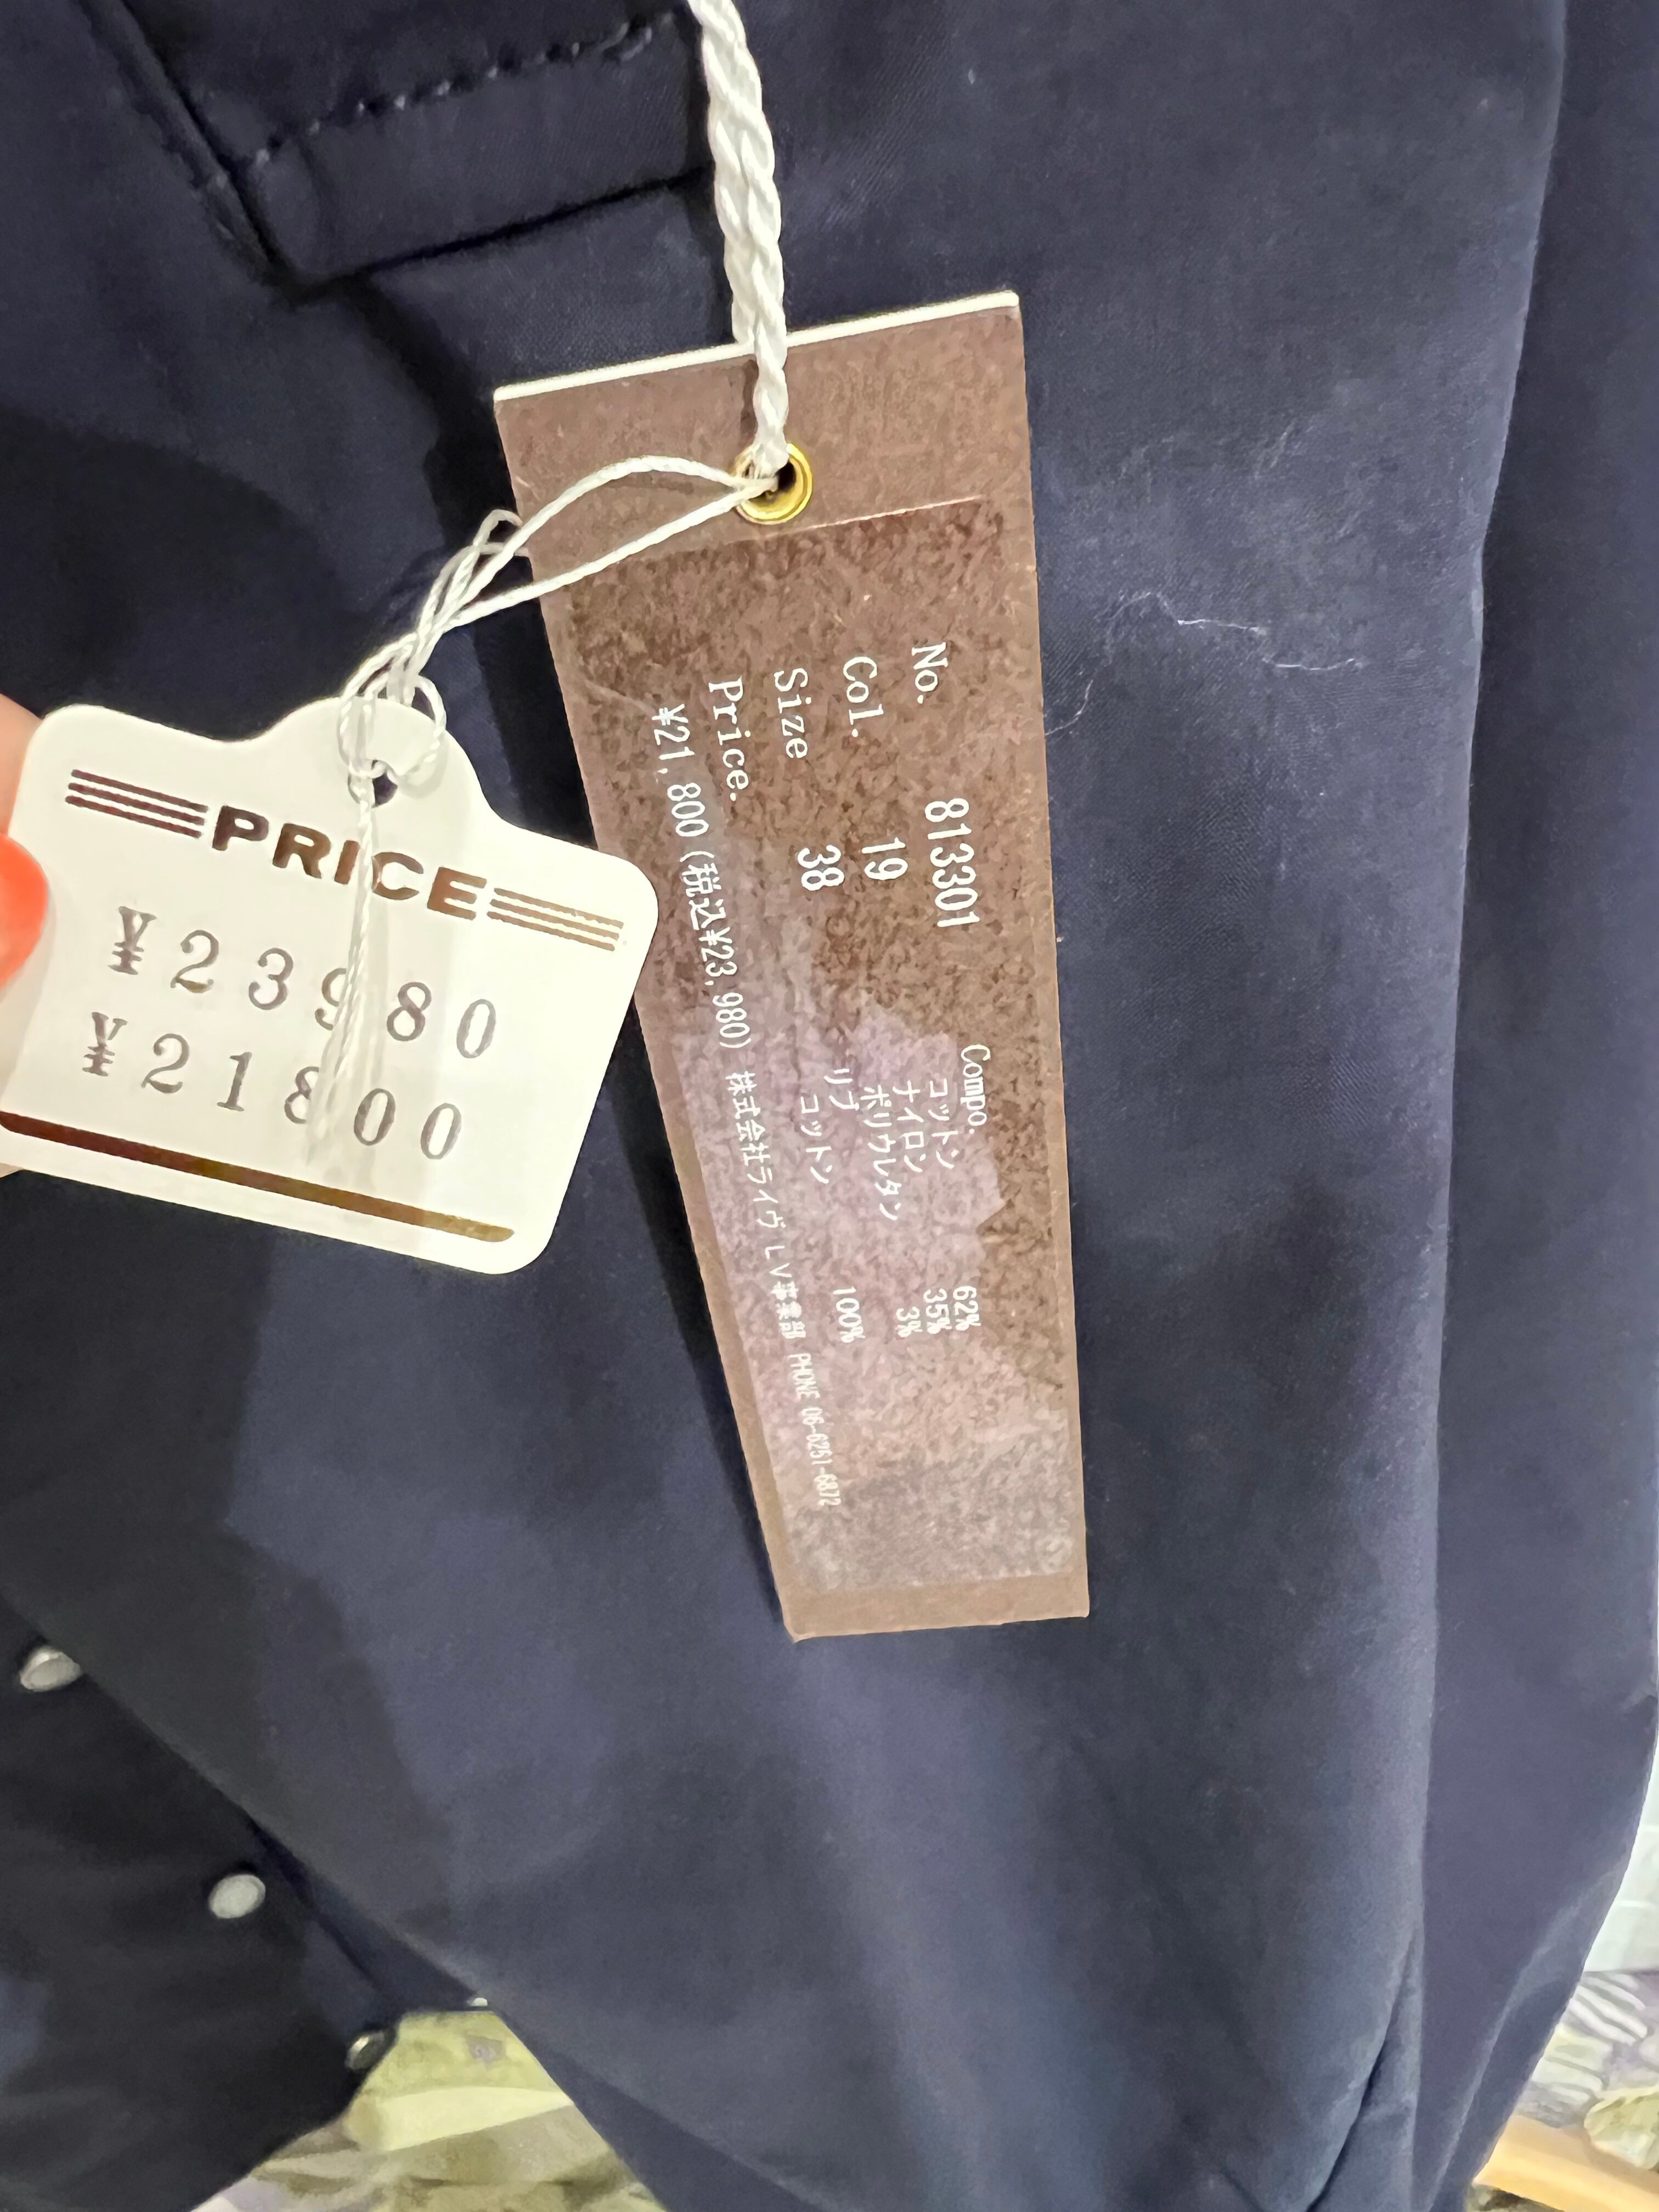 PRICE
¥23980
¥21800
No. 813301
Col. 19
Size 38
Price.
¥21,800(税込¥23,980)
Compo.
コットン 62%
ナイロン 35%
ポリウレタン 3%
リブ
コットン 100%
株式会社ライヴ LV事業部 PHONE 06-6251-6872